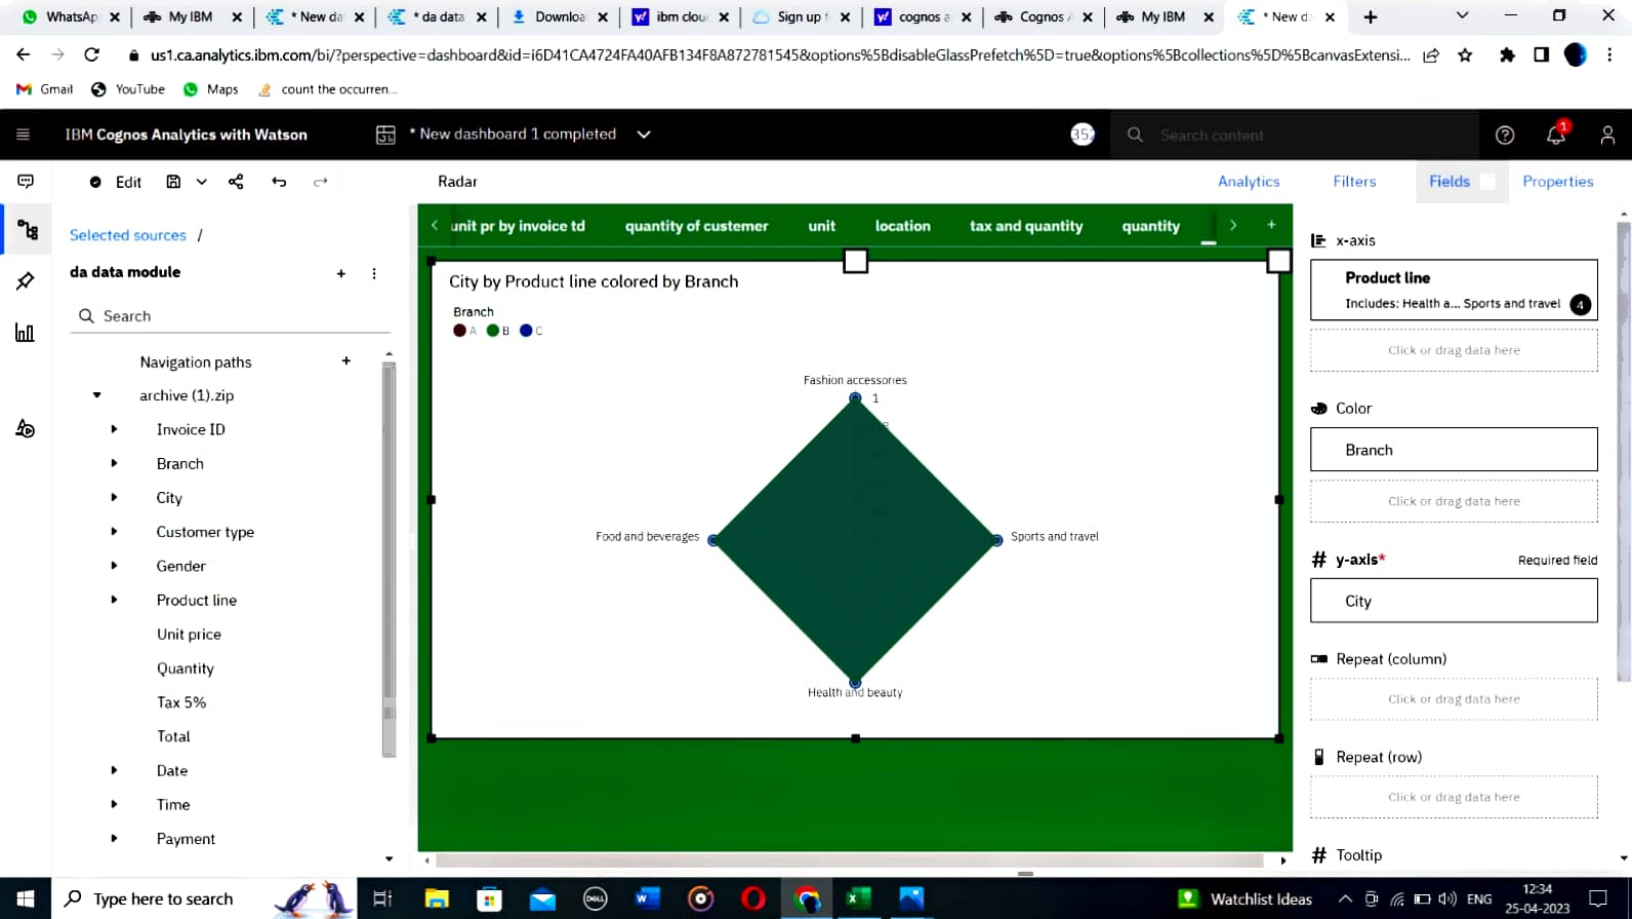 WhatsAp
My IBM
* New da
* da data
Downloa
ibm clou
Sign up f
cognos a
Cognos A
My IBM
* New d
us1.ca.analytics.ibm.com/bi/?perspective=dashboard&id=i6D41CA4724FA40AFB134F8A872781545&options%5BdisableGlassPrefetch%5D=true&options%5Bcollections%5D%5BcanvasExtensi...
Gmail
YouTube
Maps
count the occurren...
IBM Cognos Analytics with Watson
* New dashboard 1 completed
Search content
1
Edit
Radar
Analytics
Filters
Fields
Properties
Selected sources /
da data module
Search
Navigation paths
archive (1).zip
Invoice ID
Branch
City
Customer type
Gender
Product line
Unit price
Quantity
Tax 5%
Total
Date
Time
Payment
unit pr by invoice td
quantity of custemer
unit
location
tax and quantity
quantity
City by Product line colored by Branch
Branch
A B C
Fashion accessories
1
Food and beverages
Sports and travel
Health and beauty
x-axis
Product line
Includes: Health a... Sports and travel 4
Click or drag data here
Color
Branch
Click or drag data here
# y-axis* Required field
City
Repeat (column)
Click or drag data here
Repeat (row)
Click or drag data here
# Tooltip
Type here to search
DELL
Watchlist Ideas
ENG
12:34
25-04-2023